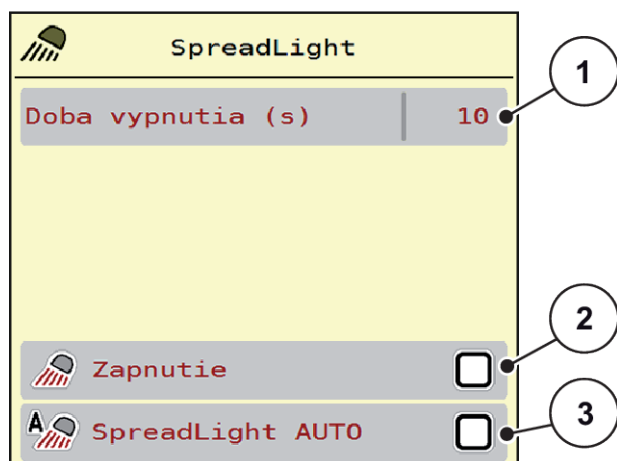 SpreadLight
Doba vypnutia (s) 10
1
Zapnutie
2
A
SpreadLight AUTO
3